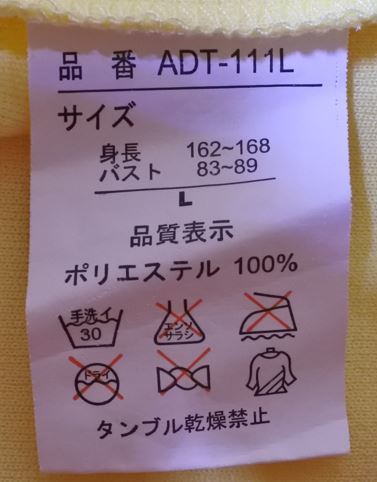 品 番 ADT-111L
サイズ
身長 162~168
バスト 83~89
L
品質表示
ポリエステル 100%
手洗イ
30
エンソ
サラシ
ドライ
タンブル乾燥禁止